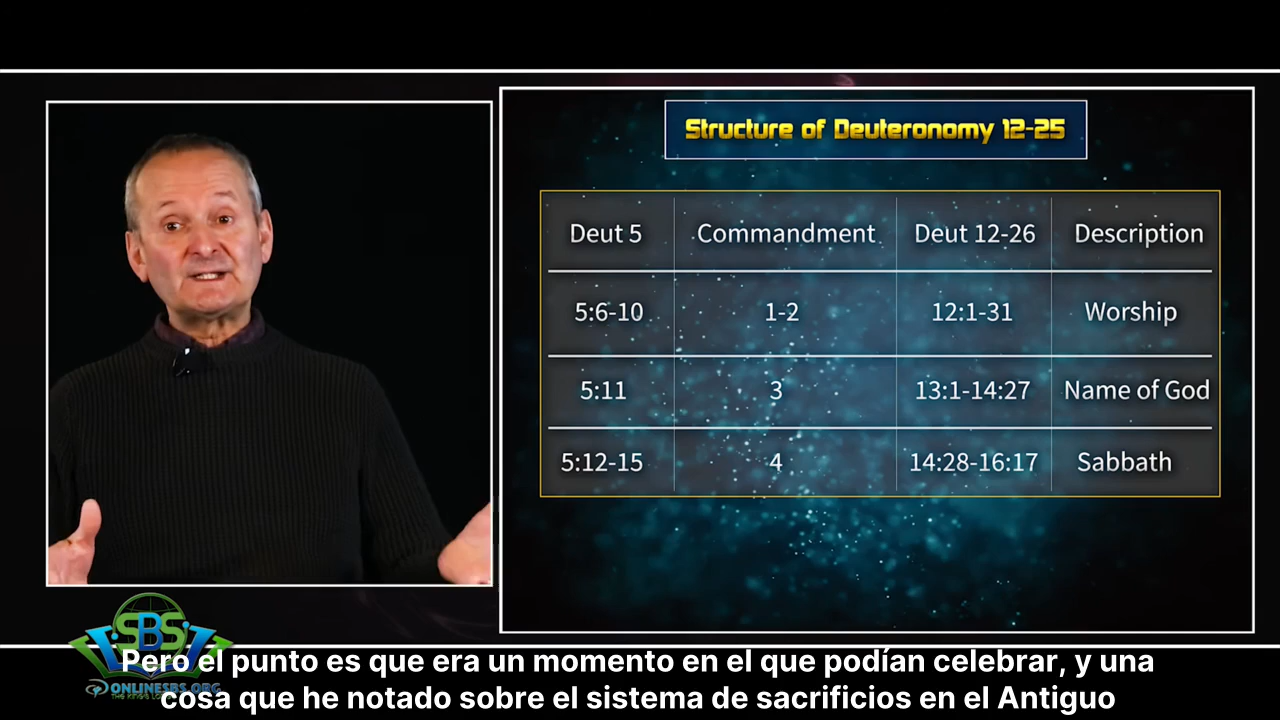 Structure of Deuteronomy 12-25
Deut 5 Commandment Deut 12-26 Description
5:6-10 1-2 12:1-31 Worship
5:11 3 13:1-14:27 Name of God
5:12-15 4 14:28-16:17 Sabbath
SBS
ONLINESBS.ORG
Pero el punto es que era un momento en el que podían celebrar, y una
cosa que he notado sobre el sistema de sacrificios en el Antiguo